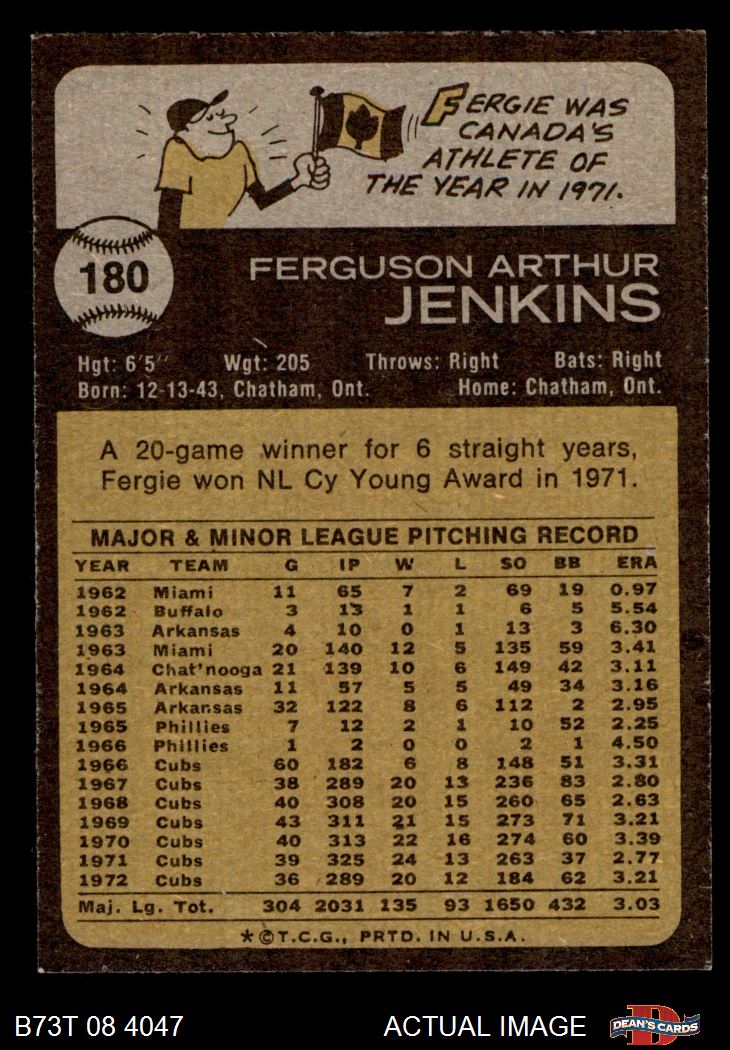 FERGIE WAS
CANADA'S
ATHLETE OF
THE YEAR IN 1971.
180
FERGUSON ARTHUR
JENKINS
Hgt: 6'5" Wgt: 205 Throws: Right Bats: Right
Born: 12-13-43, Chatham, Ont. Home: Chatham, Ont.
A 20-game winner for 6 straight years,
Fergie won NL Cy Young Award in 1971.
MAJOR & MINOR LEAGUE PITCHING RECORD
YEAR TEAM G IP W L SO BB ERA
1962 Miami 11 65 7 2 69 19 0.97
1962 Buffalo 3 13 1 1 6 5 5.54
1963 Arkansas 4 10 0 1 13 3 6.30
1963 Miami 20 140 12 5 135 59 3.41
1964 Chat'nooga 21 139 10 6 149 42 3.11
1964 Arkansas 11 57 5 5 49 34 3.16
1965 Arkansas 32 122 8 6 112 2 2.95
1965 Phillies 7 12 2 1 10 52 2.25
1966 Phillies 1 2 0 0 2 1 4.50
1966 Cubs 60 182 6 8 148 51 3.31
1967 Cubs 38 289 20 13 236 83 2.80
1968 Cubs 40 308 20 15 260 65 2.63
1969 Cubs 43 311 21 15 273 71 3.21
1970 Cubs 40 313 22 16 274 60 3.39
1971 Cubs 39 325 24 13 263 37 2.77
1972 Cubs 36 289 20 12 184 62 3.21
Maj. Lg. Tot. 304 2031 135 93 1650 432 3.03
*©T.C.G., PRTD. IN U.S.A.
B73T 08 4047 ACTUAL IMAGE DEAN'S CARDS